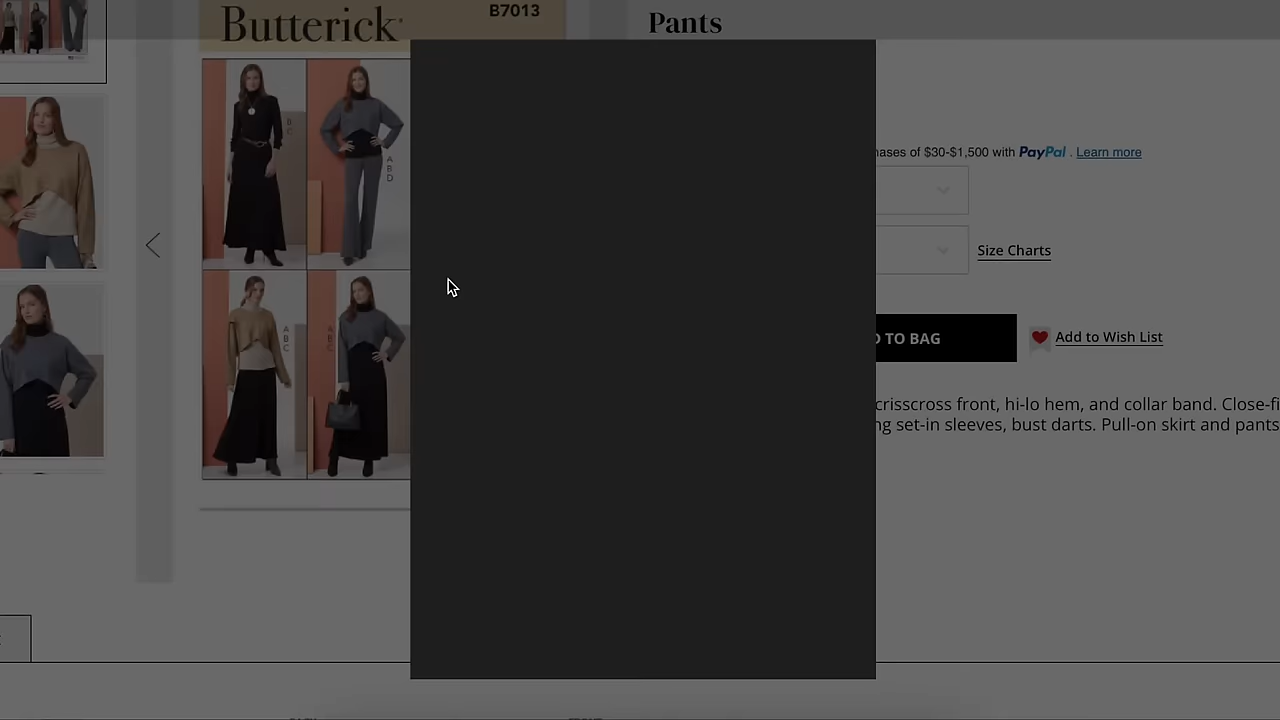 Butterick
B7013
Pants
B
C
A
B
D
A
B
C
A
B
C
hases of $30-$1,500 with PayPal . Learn more
Size Charts
D TO BAG
Add to Wish List
crisscross front, hi-lo hem, and collar band. Close-fi
ng set-in sleeves, bust darts. Pull-on skirt and pants